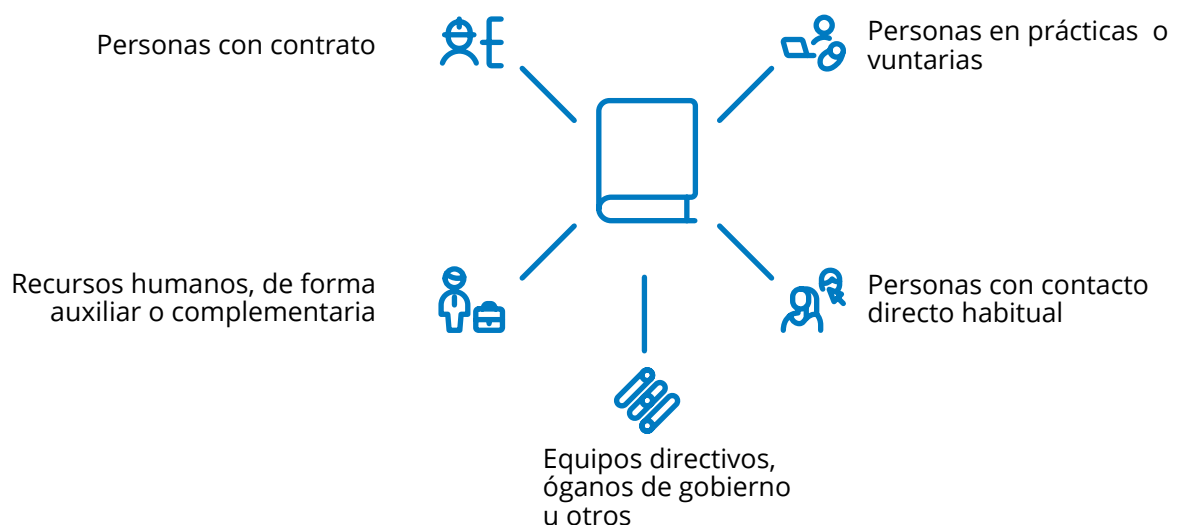 Personas con contrato
Personas en prácticas o
vuntarias
Recursos humanos, de forma
auxiliar o complementaria
Personas con contacto
directo habitual
Equipos directivos,
óganos de gobierno
u otros